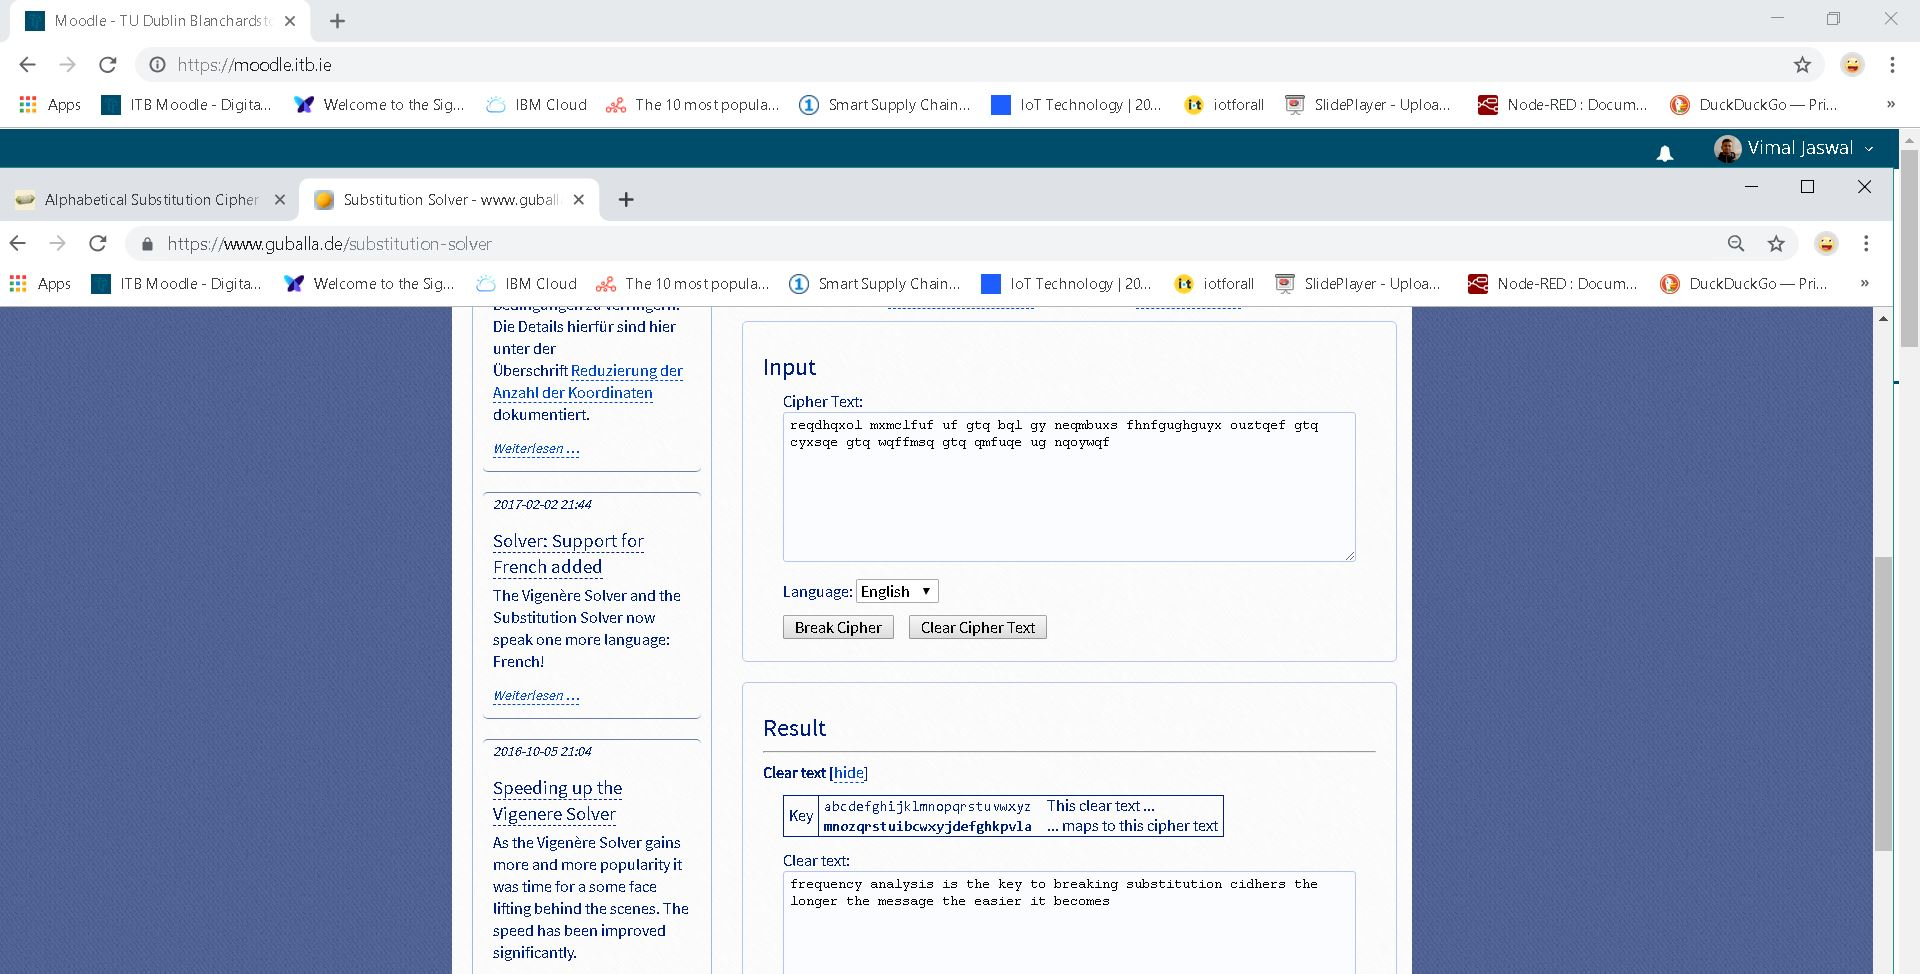 Moodle - TU Dublin Blanchardsto
https://moodle.itb.ie
Apps ITB Moodle - Digita... Welcome to the Sig... IBM Cloud The 10 most popula... Smart Supply Chain... IoT Technology | 20... iotforall SlidePlayer - Uploa... Node-RED : Docum... DuckDuckGo — Pri... »
Vimal Jaswal
Alphabetical Substitution Cipher Substitution Solver - www.guball
https://www.guballa.de/substitution-solver
Apps ITB Moodle - Digita... Welcome to the Sig... IBM Cloud The 10 most popula... Smart Supply Chain... IoT Technology | 20... iotforall SlidePlayer - Uploa... Node-RED : Docum... DuckDuckGo — Pri... »
Bedingungen zu verringern.
Die Details hierfür sind hier
unter der
Überschrift Reduzierung der
Anzahl der Koordinaten
dokumentiert.
Weiterlesen ...
2017-02-02 21:44
Solver: Support for
French added
The Vigenère Solver and the
Substitution Solver now
speak one more language:
French!
Weiterlesen ...
2016-10-05 21:04
Speeding up the
Vigenere Solver
As the Vigenère Solver gains
more and more popularity it
was time for a some face
lifting behind the scenes. The
speed has been improved
significantly.
Input
Cipher Text:
reqdhqxol mxmclfuf uf gtq bql gy neqmbuxs fhnfgughguyx ouztqef gtq
cyxsqe gtq wqffmsq gtq qmfuqe ug nqoywqf
Language: English
Break Cipher Clear Cipher Text
Result
Clear text [hide]
Key abcdefghijklmnopqrstuvwxyz This clear text ...
mnozqrstuibcwxyjdefghkpvla ... maps to this cipher text
Clear text:
frequency analysis is the key to breaking substitution cidhers the
longer the message the easier it becomes